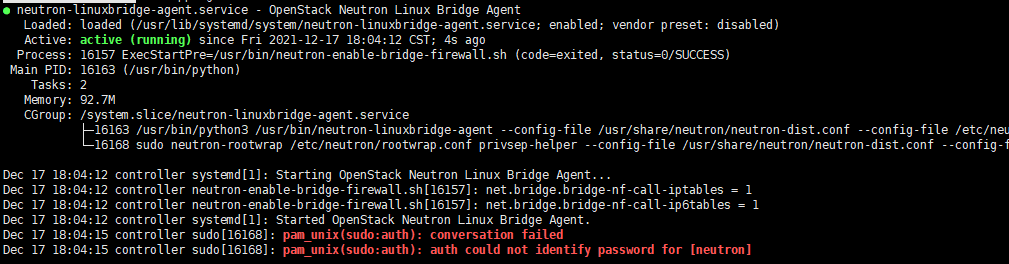 ● neutron-linuxbridge-agent.service - OpenStack Neutron Linux Bridge Agent
Loaded: loaded (/usr/lib/systemd/system/neutron-linuxbridge-agent.service; enabled; vendor preset: disabled)
Active: active (running) since Fri 2021-12-17 18:04:12 CST; 4s ago
Process: 16157 ExecStartPre=/usr/bin/neutron-enable-bridge-firewall.sh (code=exited, status=0/SUCCESS)
Main PID: 16163 (/usr/bin/python)
Tasks: 2
Memory: 92.7M
CGroup: /system.slice/neutron-linuxbridge-agent.service
├─16163 /usr/bin/python3 /usr/bin/neutron-linuxbridge-agent --config-file /usr/share/neutron/neutron-dist.conf --config-file /etc/neu
└─16168 sudo neutron-rootwrap /etc/neutron/rootwrap.conf privsep-helper --config-file /usr/share/neutron/neutron-dist.conf --config-f
Dec 17 18:04:12 controller systemd[1]: Starting OpenStack Neutron Linux Bridge Agent...
Dec 17 18:04:12 controller neutron-enable-bridge-firewall.sh[16157]: net.bridge.bridge-nf-call-iptables = 1
Dec 17 18:04:12 controller neutron-enable-bridge-firewall.sh[16157]: net.bridge.bridge-nf-call-ip6tables = 1
Dec 17 18:04:12 controller systemd[1]: Started OpenStack Neutron Linux Bridge Agent.
Dec 17 18:04:15 controller sudo[16168]: pam_unix(sudo:auth): conversation failed
Dec 17 18:04:15 controller sudo[16168]: pam_unix(sudo:auth): auth could not identify password for [neutron]